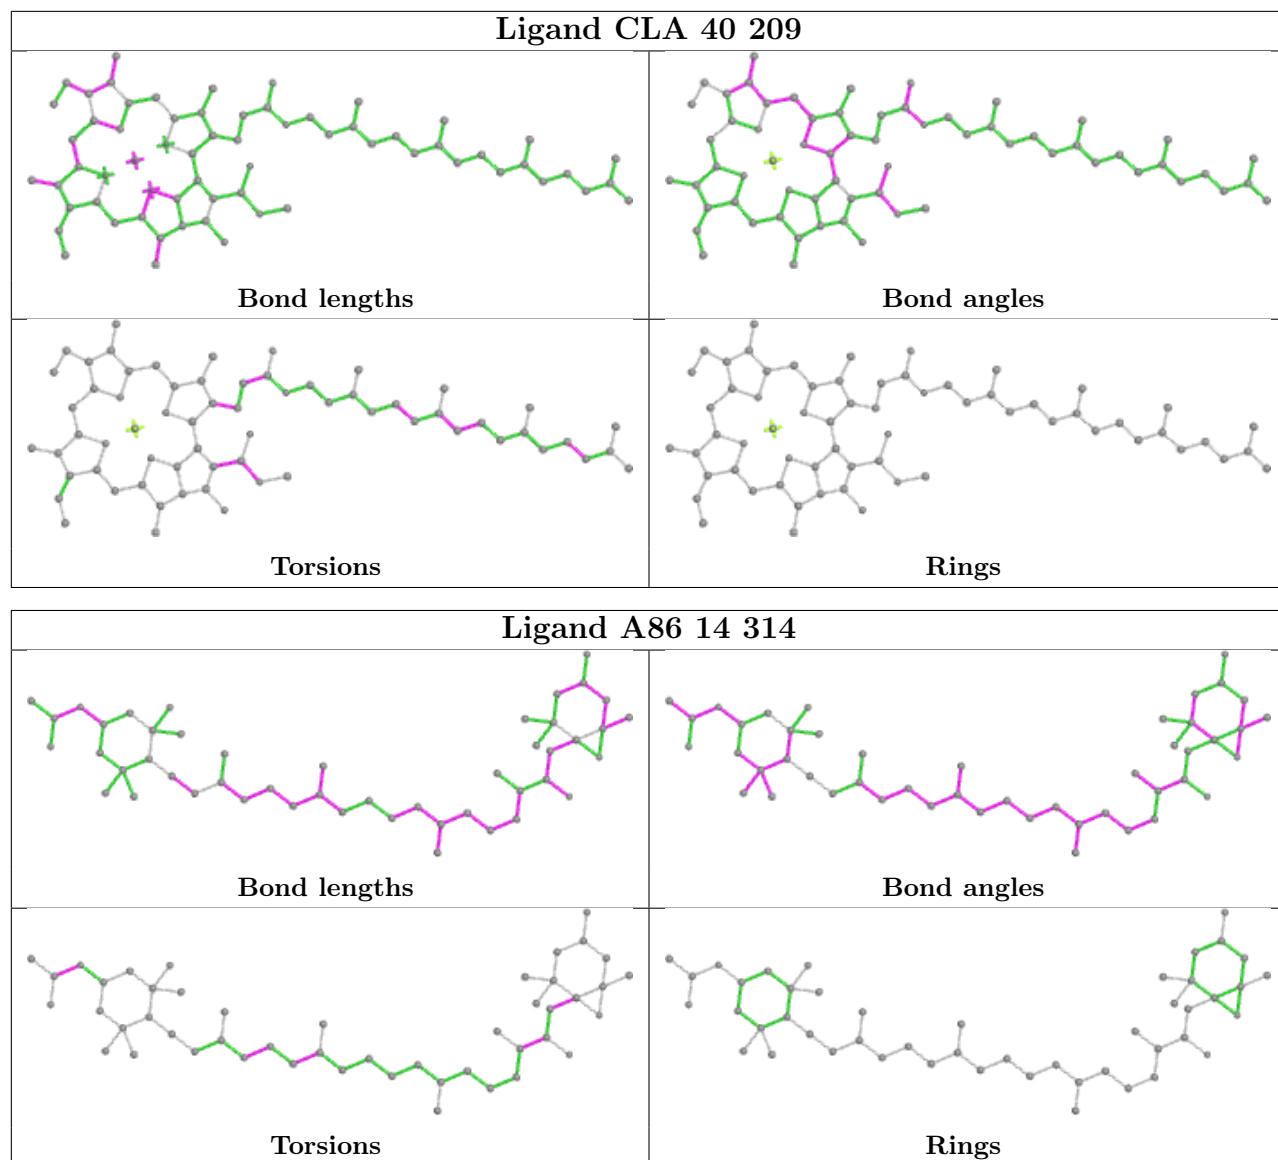 Ligand CLA 40 209
Bond lengths
Bond angles
Torsions
Rings
Ligand A86 14 314
Bond lengths
Bond angles
Torsions
Rings